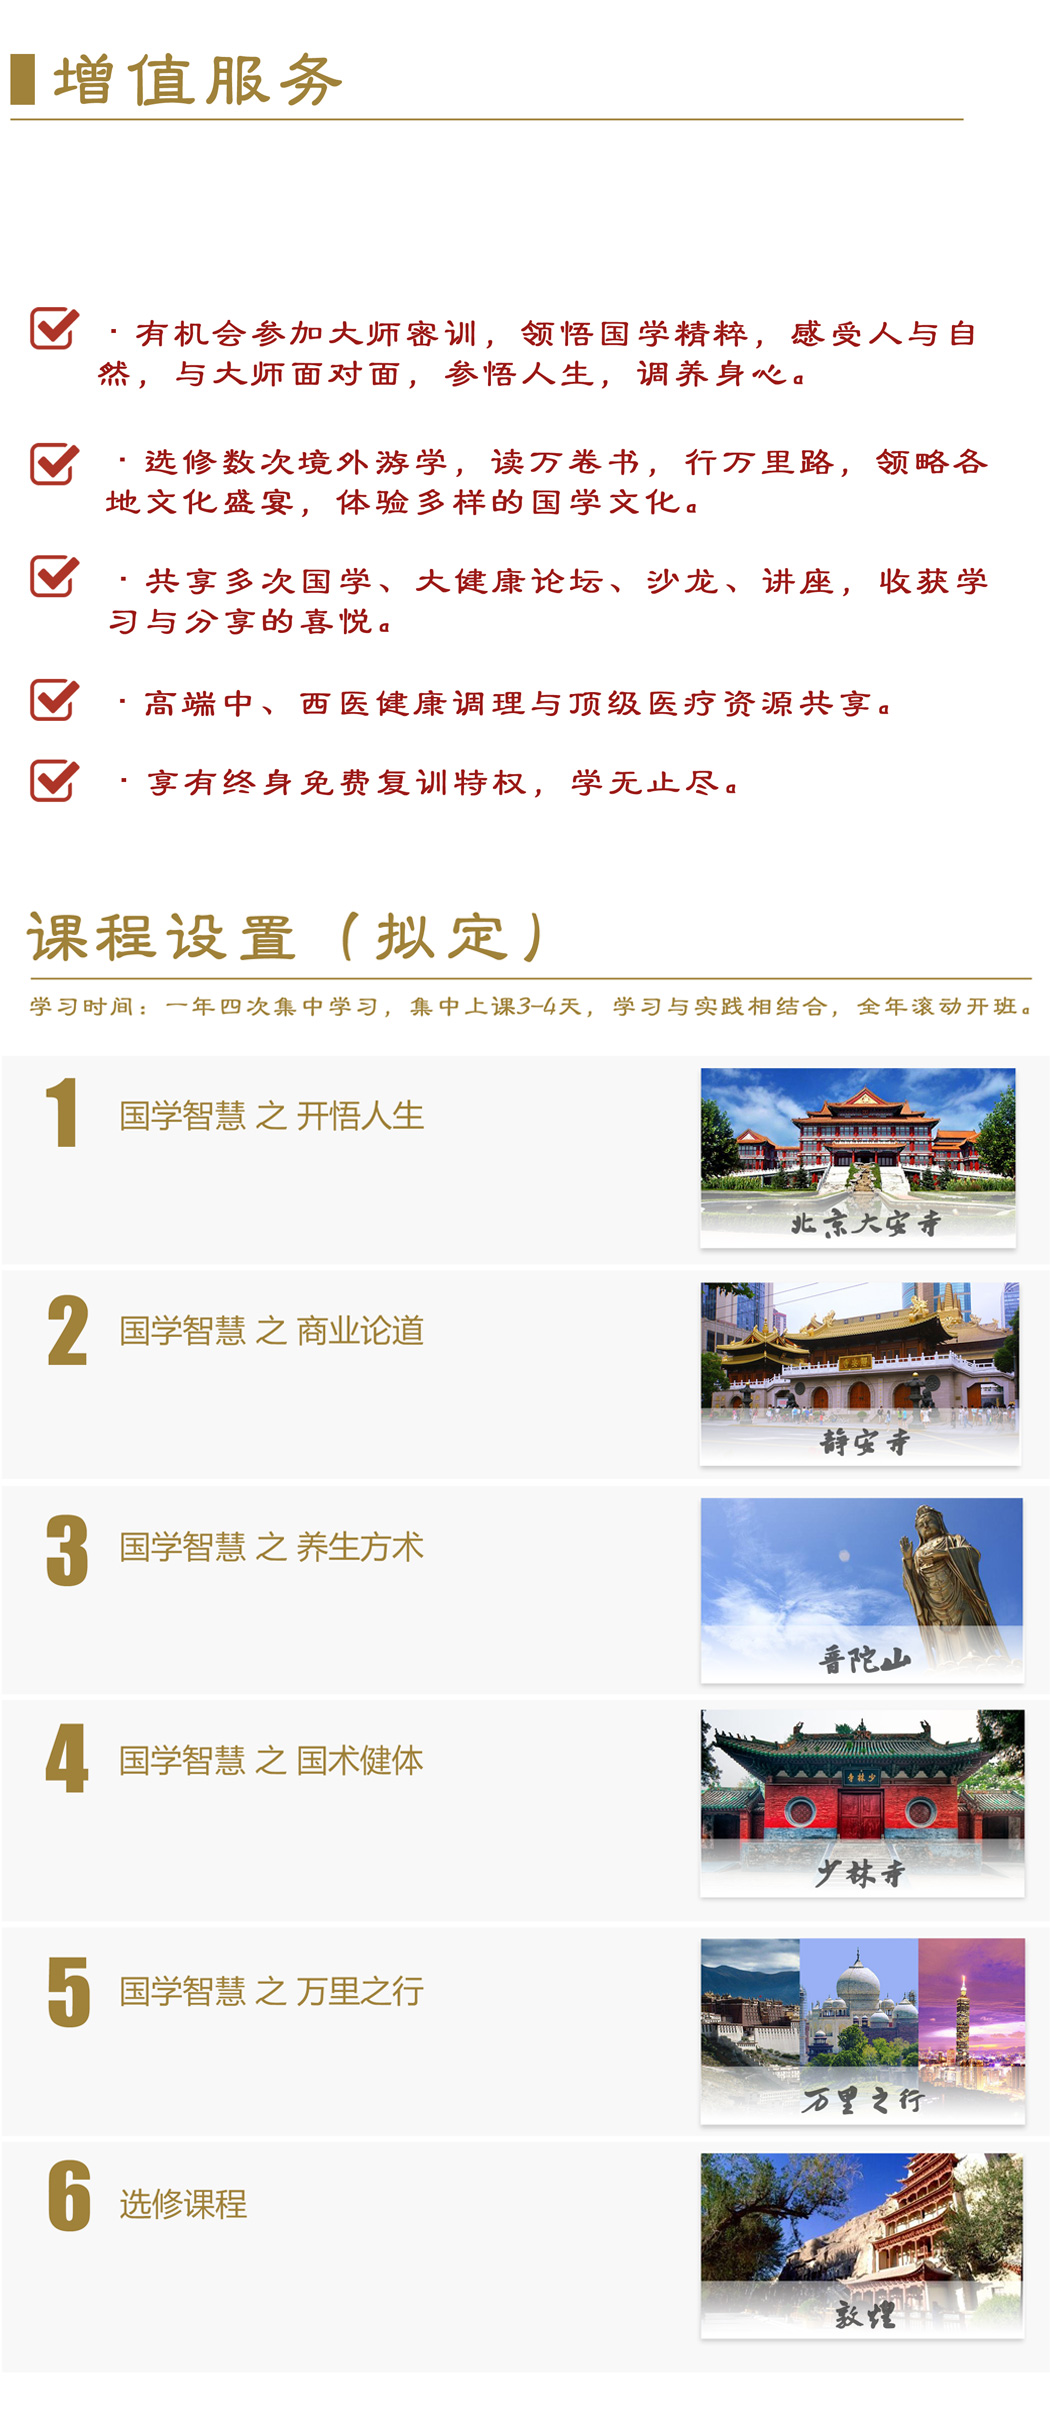 增值服务
· 有机会参加大师密训，领悟国学精粹，感受人与自
然，与大师面对面，参悟人生，调养身心。
· 选修数次境外游学，读万卷书，行万里路，领略各
地文化盛宴，体验多样的国学文化。
· 共享多次国学、大健康论坛、沙龙、讲座，收获学
习与分享的喜悦。
· 高端中、西医健康调理与顶级医疗资源共享。
· 享有终身免费复训特权，学无止尽。
课程设置（拟定）
学习时间：一年四次集中学习，集中上课3-4天，学习与实践相结合，全年滚动开班。
1
国学智慧 之 开悟人生
北京大安寺
2
国学智慧 之 商业论道
静安寺
3
国学智慧 之 养生方术
普陀山
4
国学智慧 之 国术健体
寺林少
少林寺
5
国学智慧 之 万里之行
万里之行
6
选修课程
敦煌